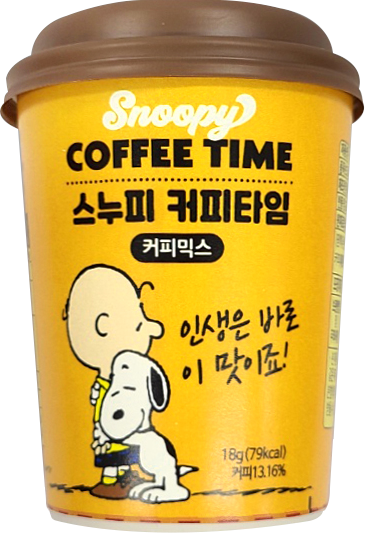 Snoopy
COFFEE TIME
스누피 커피타임
커피믹스
인생은 바로
이 맛이죠!
18g(79kcal)
커피13.16%